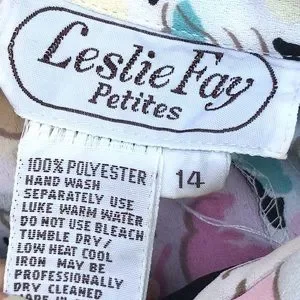 Leslie Fay
Petites
14
100% POLYESTER
HAND WASH
SEPARATELY USE
LUKE WARM WATER
DO NOT USE BLEACH
TUMBLE DRY/
LOW HEAT COOL
IRON MAY BE
PROFESSIONALLY
DRY CLEANED